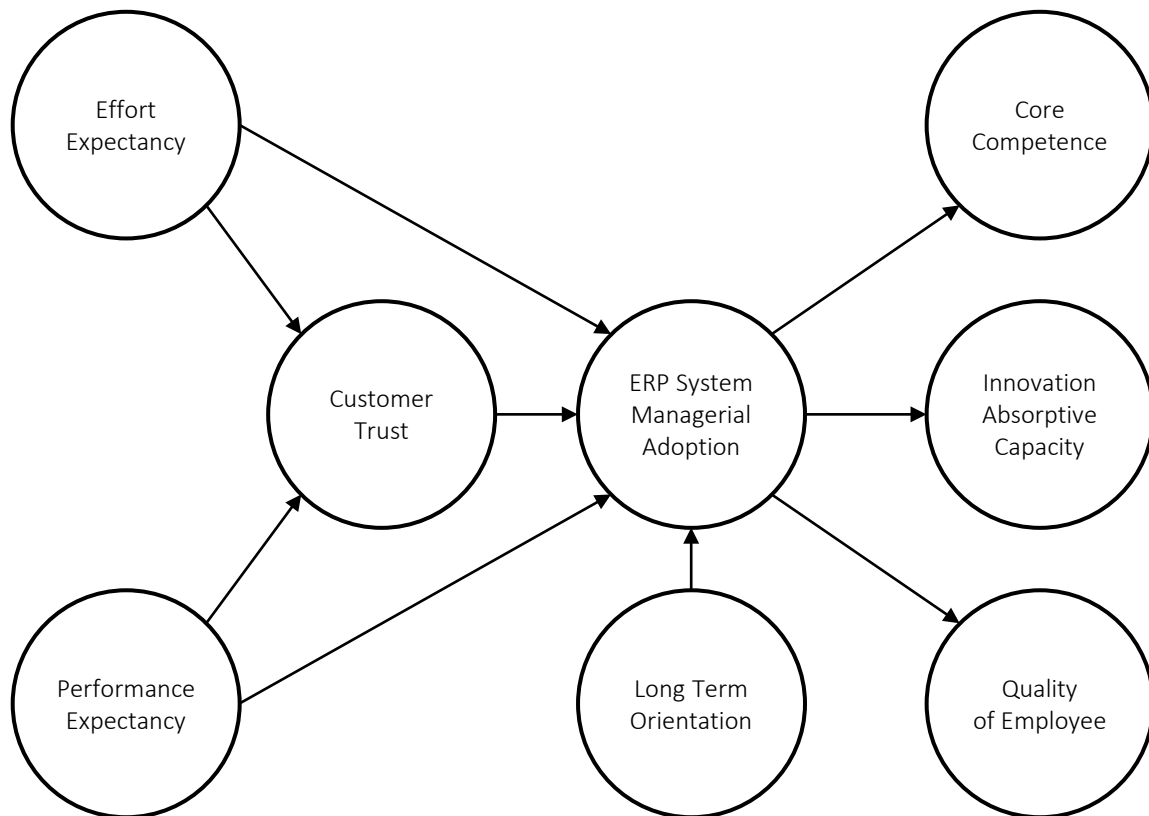 Effort
Expectancy
Core
Competence
Customer
Trust
ERP System
Managerial
Adoption
Innovation
Absorptive
Capacity
Performance
Expectancy
Long Term
Orientation
Quality
of Employee